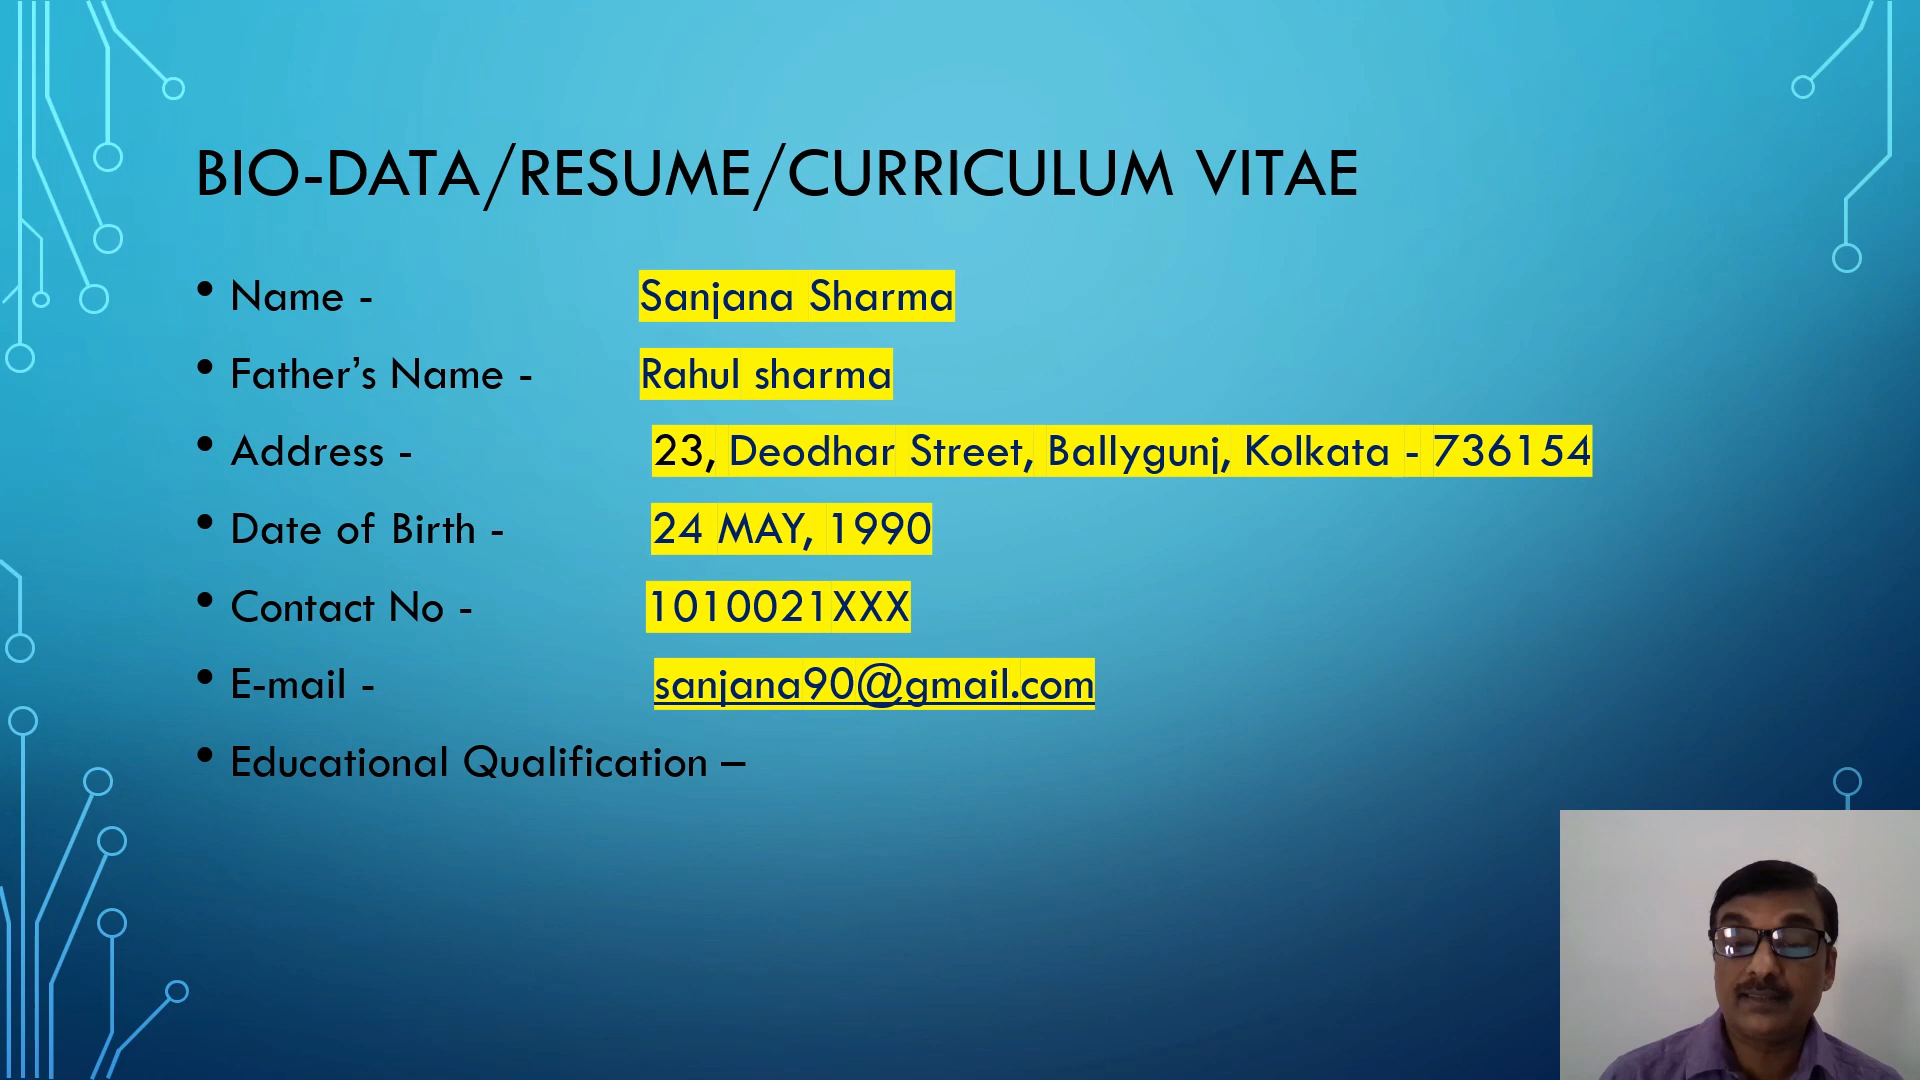 BIO-DATA/RESUME/CURRICULUM VITAE
• Name - Sanjana Sharma
• Father’s Name - Rahul sharma
• Address - 23, Deodhar Street, Ballygunj, Kolkata - 736154
• Date of Birth - 24 MAY, 1990
• Contact No - 1010021XXX
• E-mail - sanjana90@gmail.com
• Educational Qualification –